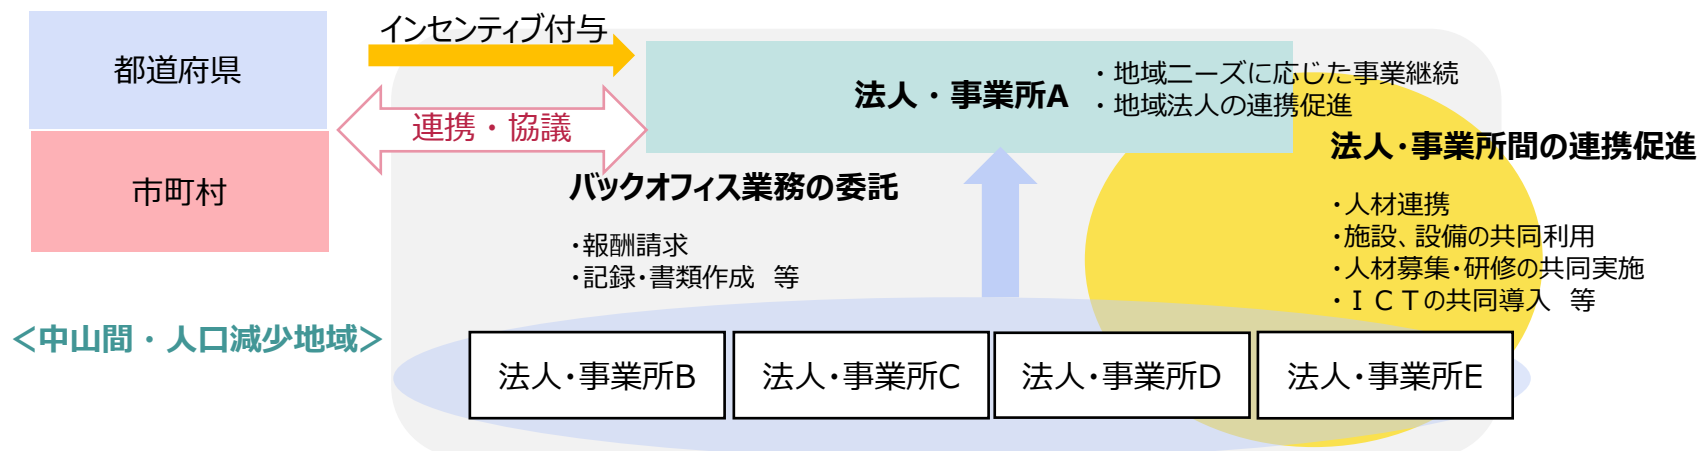 都道府県
市町村
インセンティブ付与
連携・協議
法人・事業所A
・地域ニーズに応じた事業継続
・地域法人の連携促進
バックオフィス業務の委託
・報酬請求
・記録・書類作成　等
法人・事業所間の連携促進
・人材連携
・施設、設備の共同利用
・人材募集・研修の共同実施
・ＩＣＴの共同導入　等
＜中山間・人口減少地域＞
法人・事業所B
法人・事業所C
法人・事業所D
法人・事業所E